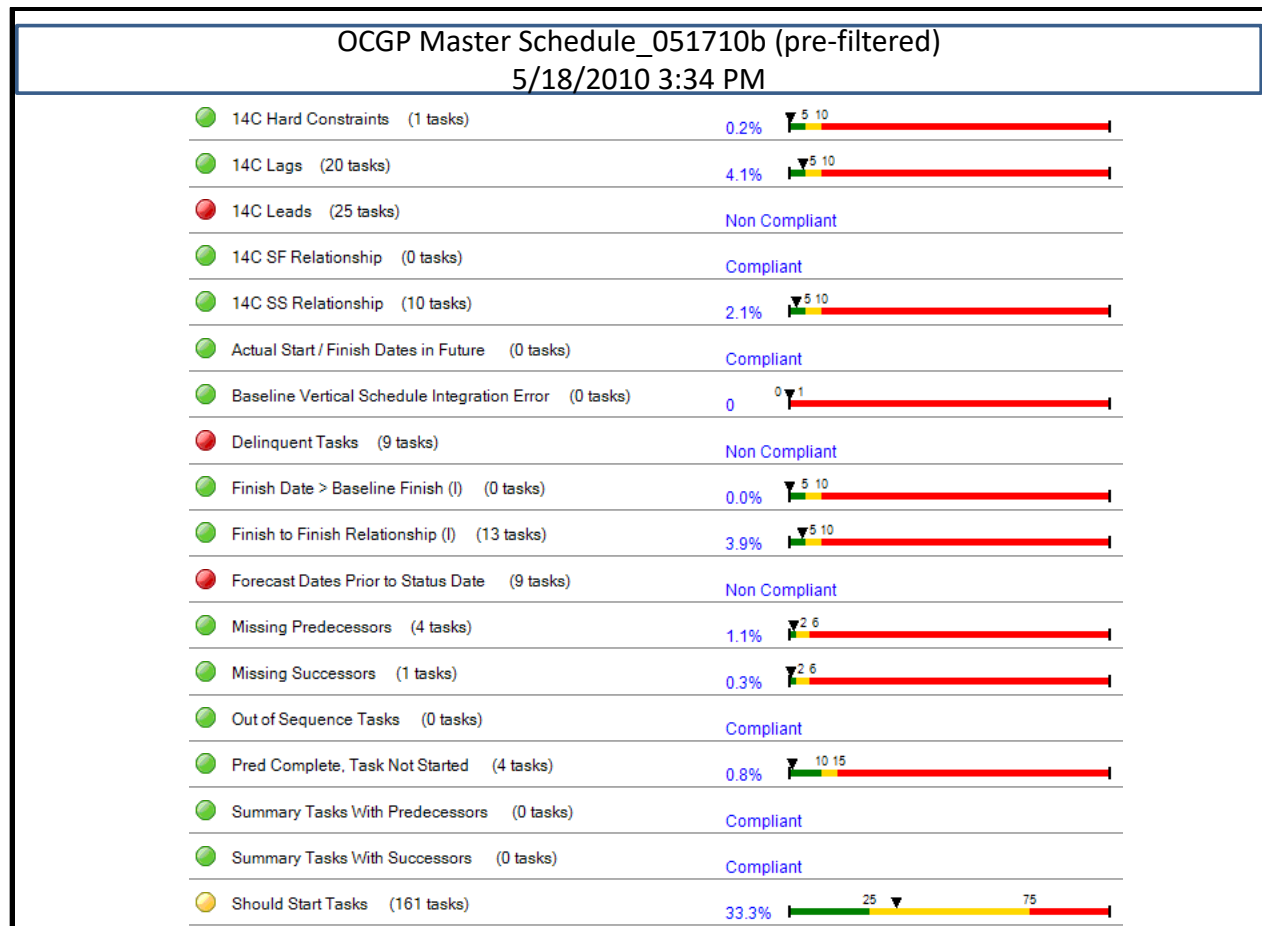 OCGP Master Schedule_051710b (pre-filtered)
5/18/2010 3:34 PM
14C Hard Constraints (1 tasks) 0.2% 5 10
14C Lags (20 tasks) 4.1% 5 10
14C Leads (25 tasks) Non Compliant
14C SF Relationship (0 tasks) Compliant
14C SS Relationship (10 tasks) 2.1% 5 10
Actual Start / Finish Dates in Future (0 tasks) Compliant
Baseline Vertical Schedule Integration Error (0 tasks) 0 0 1
Delinquent Tasks (9 tasks) Non Compliant
Finish Date > Baseline Finish (I) (0 tasks) 0.0% 5 10
Finish to Finish Relationship (I) (13 tasks) 3.9% 5 10
Forecast Dates Prior to Status Date (9 tasks) Non Compliant
Missing Predecessors (4 tasks) 1.1% 2 6
Missing Successors (1 tasks) 0.3% 2 6
Out of Sequence Tasks (0 tasks) Compliant
Pred Complete, Task Not Started (4 tasks) 0.8% 10 15
Summary Tasks With Predecessors (0 tasks) Compliant
Summary Tasks With Successors (0 tasks) Compliant
Should Start Tasks (161 tasks) 33.3% 25 75